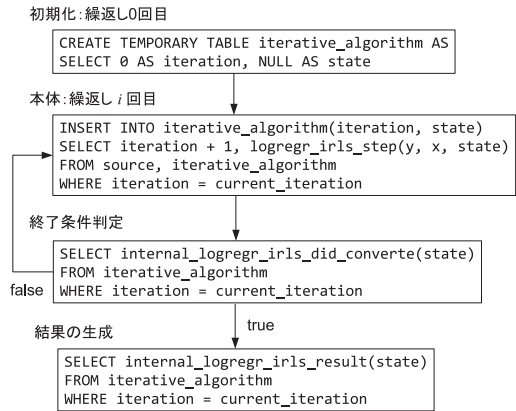 初期化:繰返し0回目
CREATE TEMPORARY TABLE iterative_algorithm AS
SELECT 0 AS iteration, NULL AS state
本体:繰返し i 回目
INSERT INTO iterative_algorithm(iteration, state)
SELECT iteration + 1, logregr_irls_step(y, x, state)
FROM source, iterative_algorithm
WHERE iteration = current_iteration
終了条件判定
SELECT internal_logregr_irls_did_converte(state)
FROM iterative_algorithm
WHERE iteration = current_iteration
false
true
結果の生成
SELECT internal_logregr_irls_result(state)
FROM iterative_algorithm
WHERE iteration = current_iteration